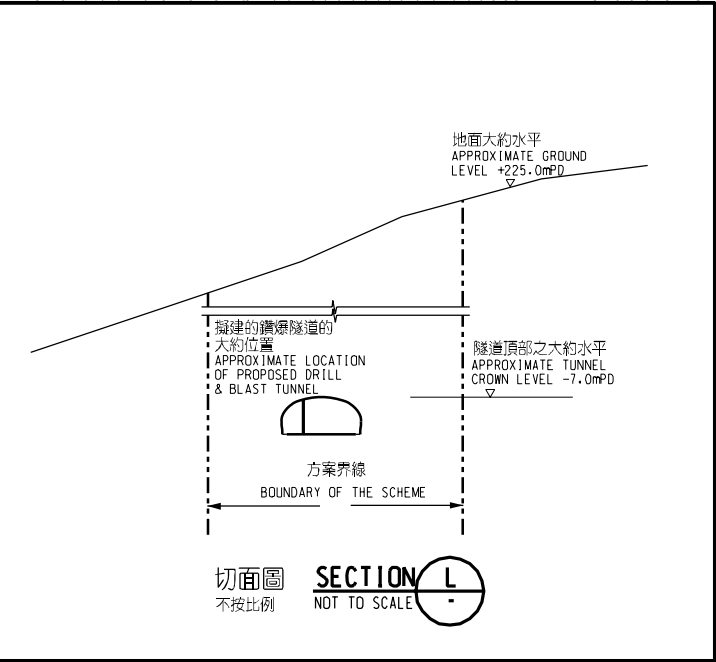 地面大約水平
APPROXIMATE GROUND
LEVEL +225.0mPD
擬建的鑽爆隧道的
大約位置
APPROXIMATE LOCATION
OF PROPOSED DRILL
& BLAST TUNNEL
隧道頂部之大約水平
APPROXIMATE TUNNEL
CROWN LEVEL -7.0mPD
方案界線
BOUNDARY OF THE SCHEME
切面圖
不按比例
SECTION L
NOT TO SCALE -